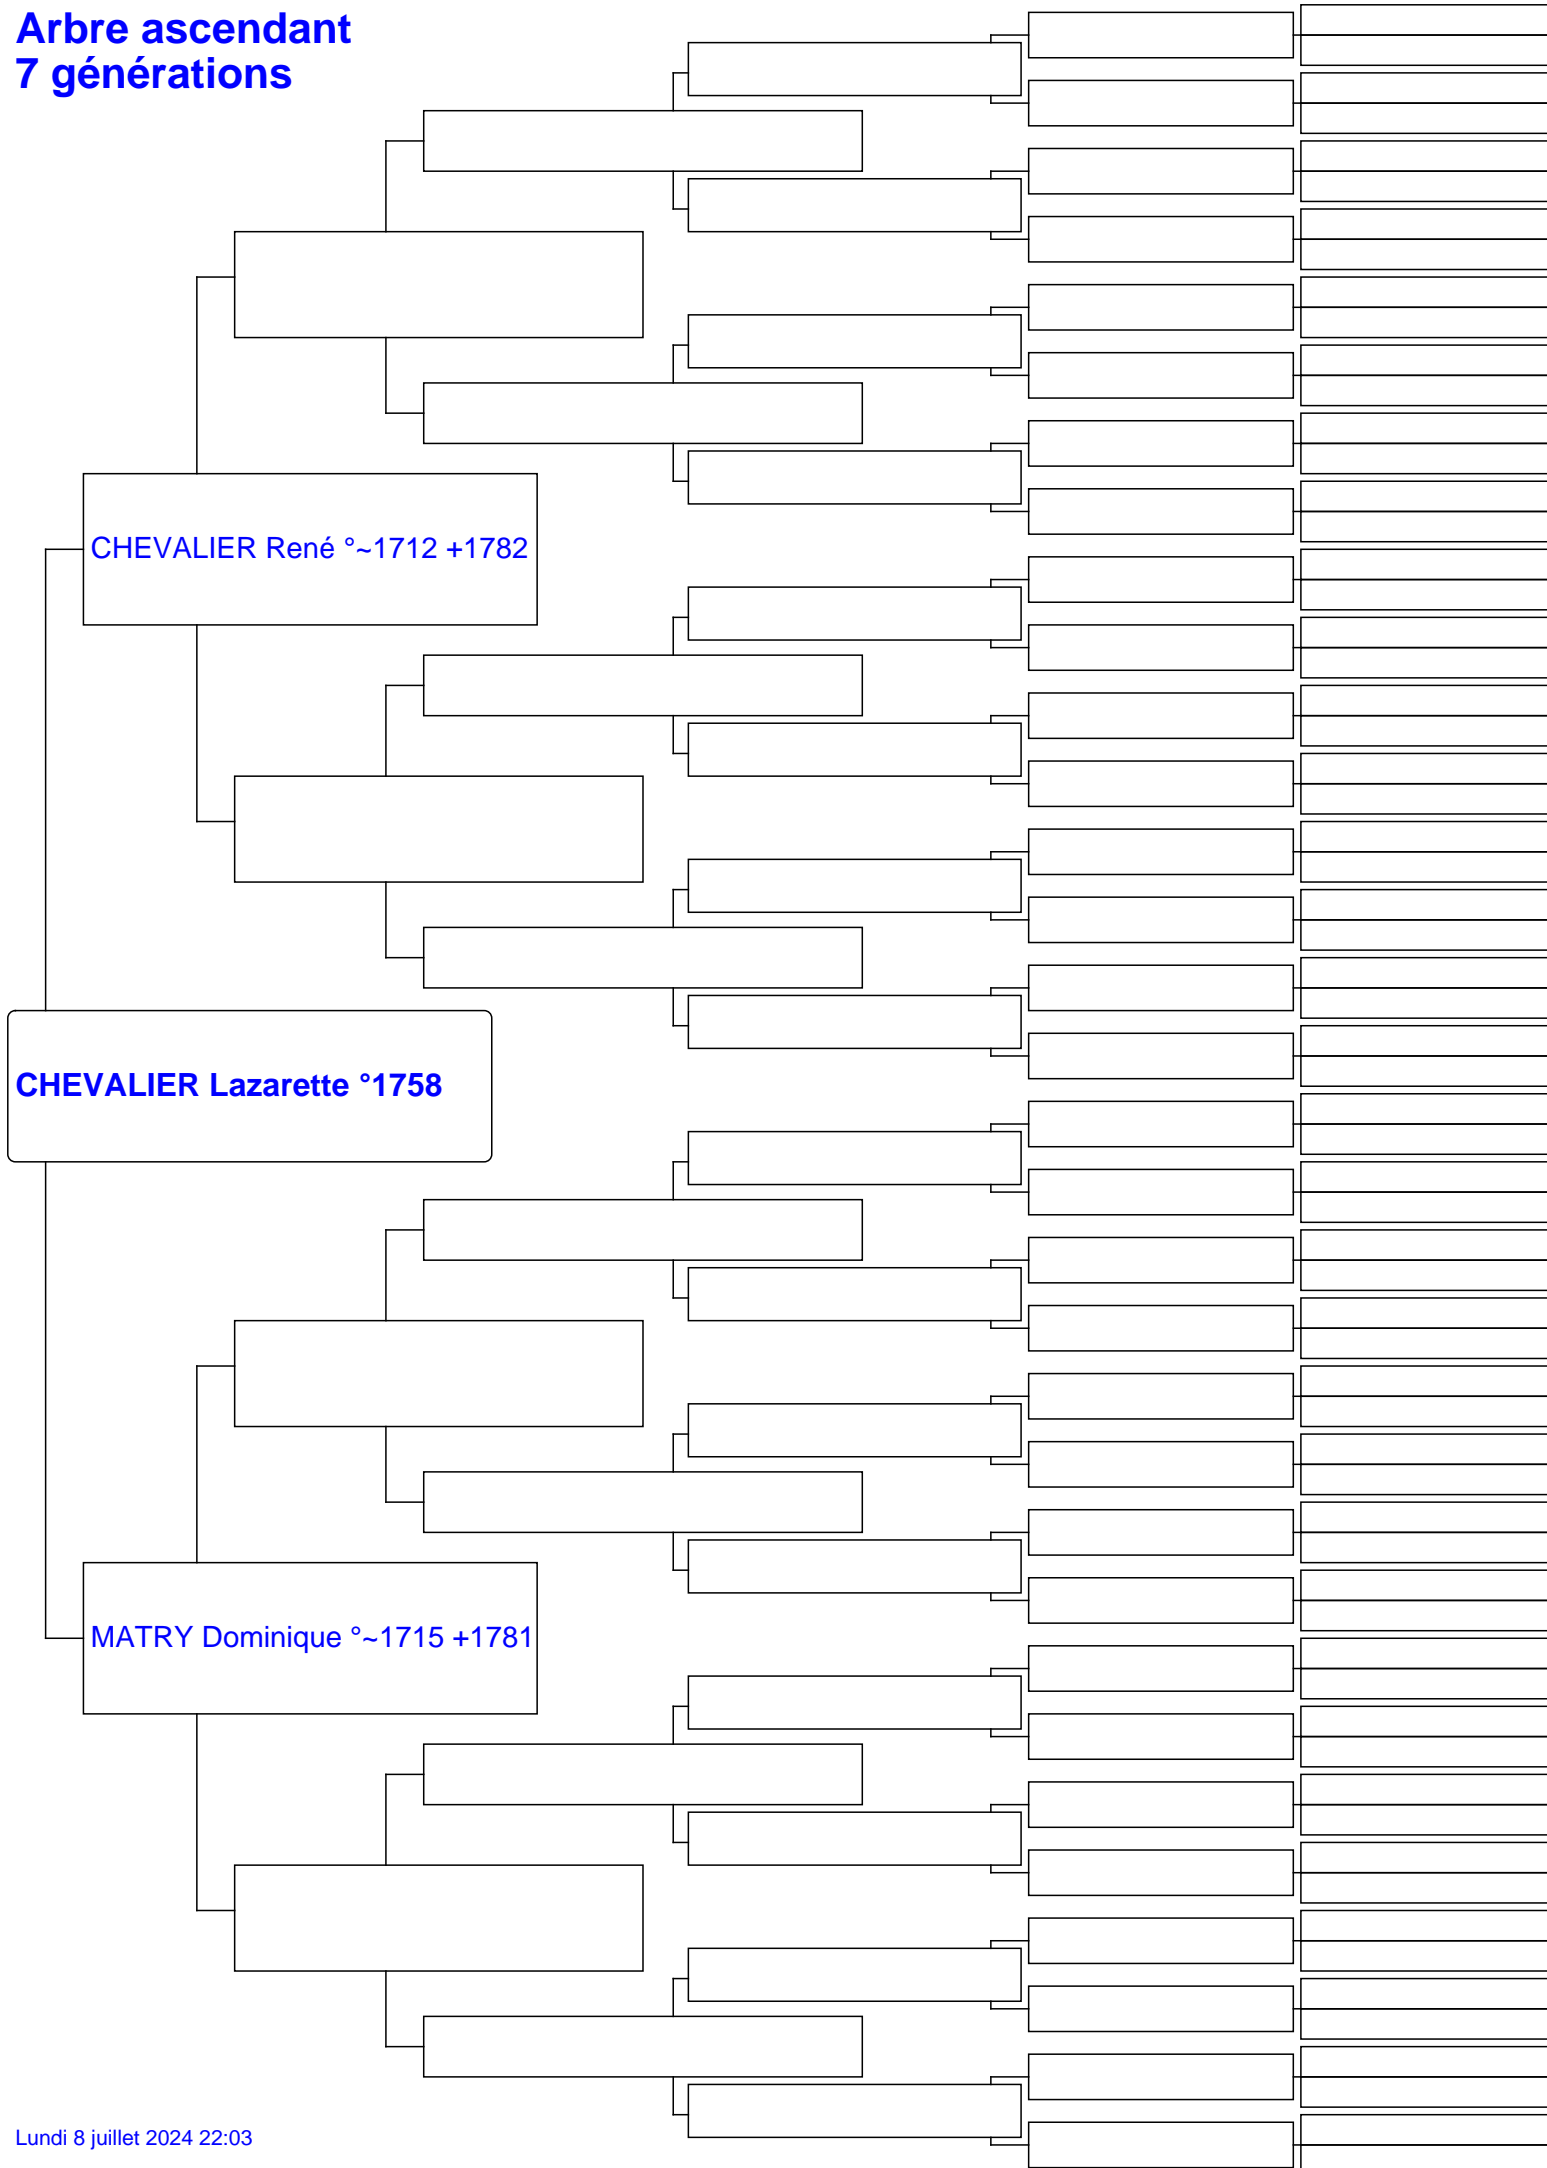 Arbre ascendant
7 générations
CHEVALIER René °~1712 +1782
CHEVALIER Lazarette °1758
MATRY Dominique °~1715 +1781
Lundi 8 juillet 2024 22:03